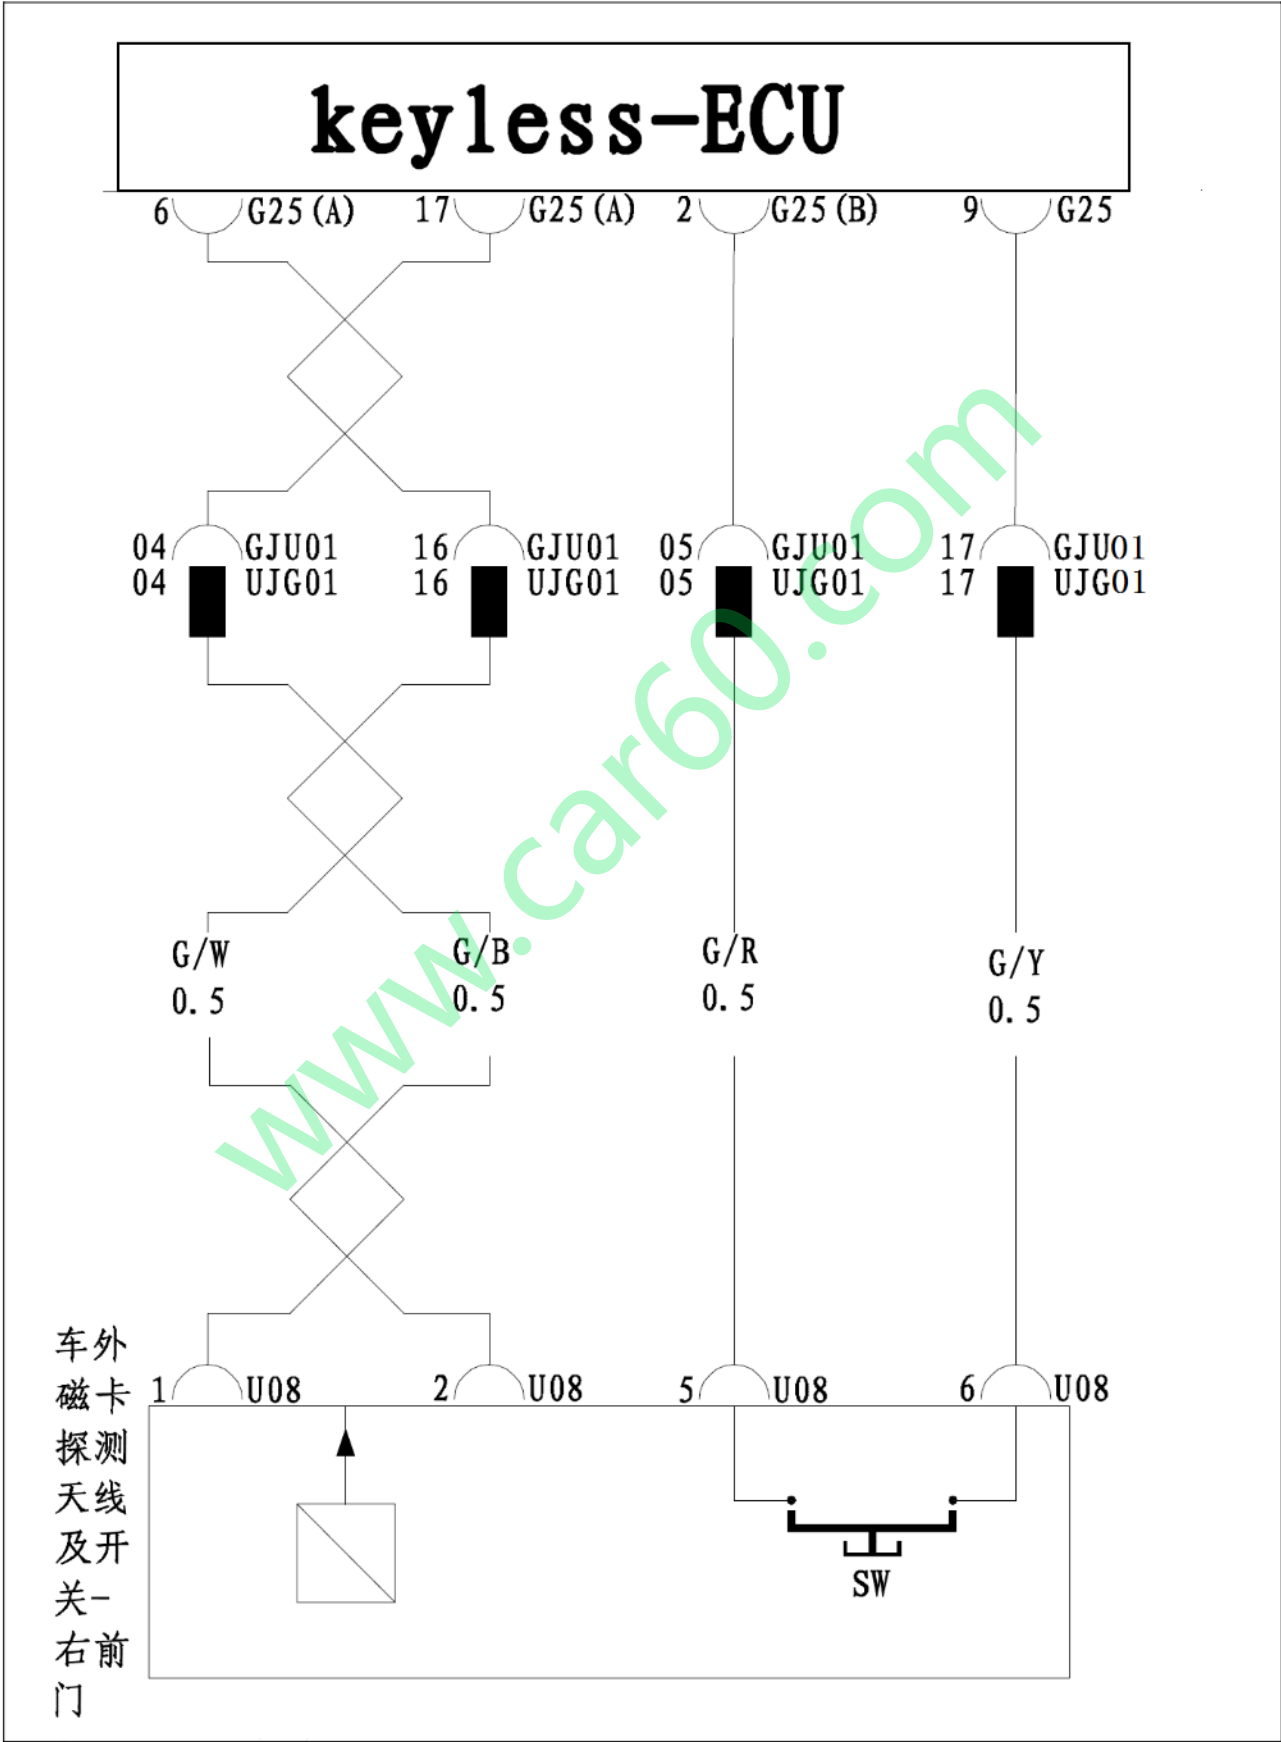 keyless-ECU
6 G25(A) 17 G25(A) 2 G25(B) 9 G25
04 GJU01 16 GJU01 05 GJU01 17 GJU01
04 UJG01 16 UJG01 05 UJG01 17 UJG01
G/W G/B G/R G/Y
0.5 0.5 0.5 0.5
www.car60.com
1 U08 2 U08 5 U08 6 U08
车外
磁卡
探测
天线
及开
关-
右前
门
SW